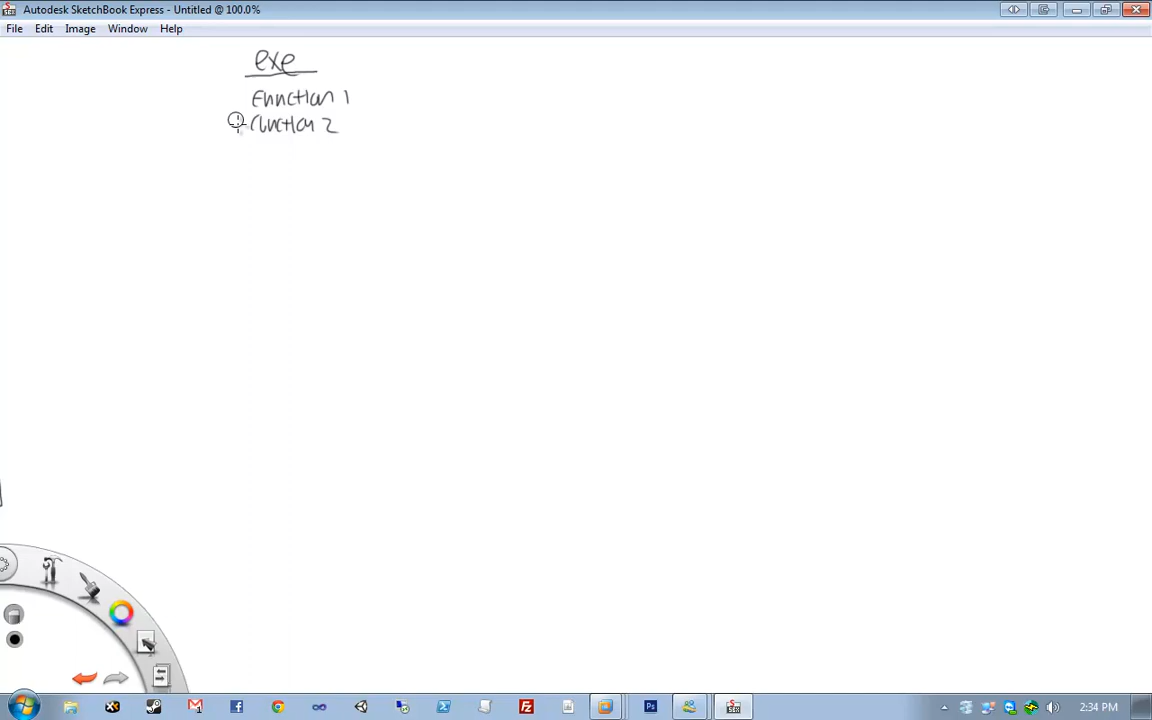 Autodesk SketchBook Express - Untitled @ 100.0%
File Edit Image Window Help
exe
Function 1
function 2
2:34 PM